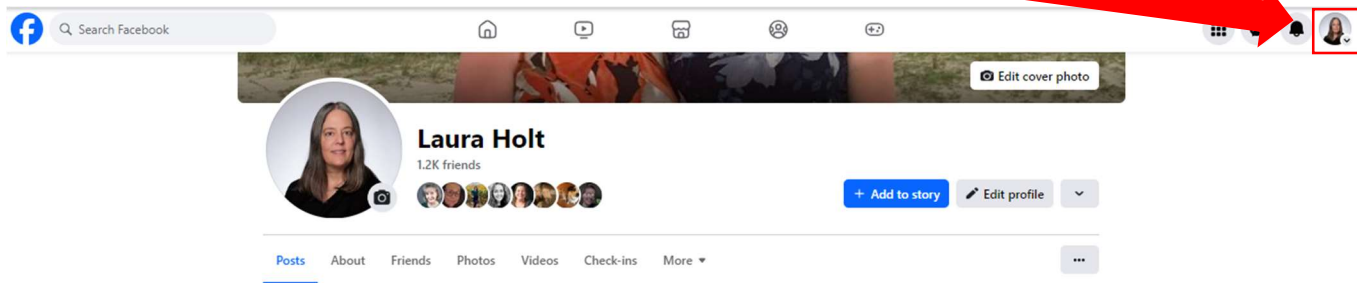 Search Facebook
Edit cover photo
Laura Holt
1.2K friends
+ Add to story
Edit profile
Posts
About
Friends
Photos
Videos
Check-ins
More